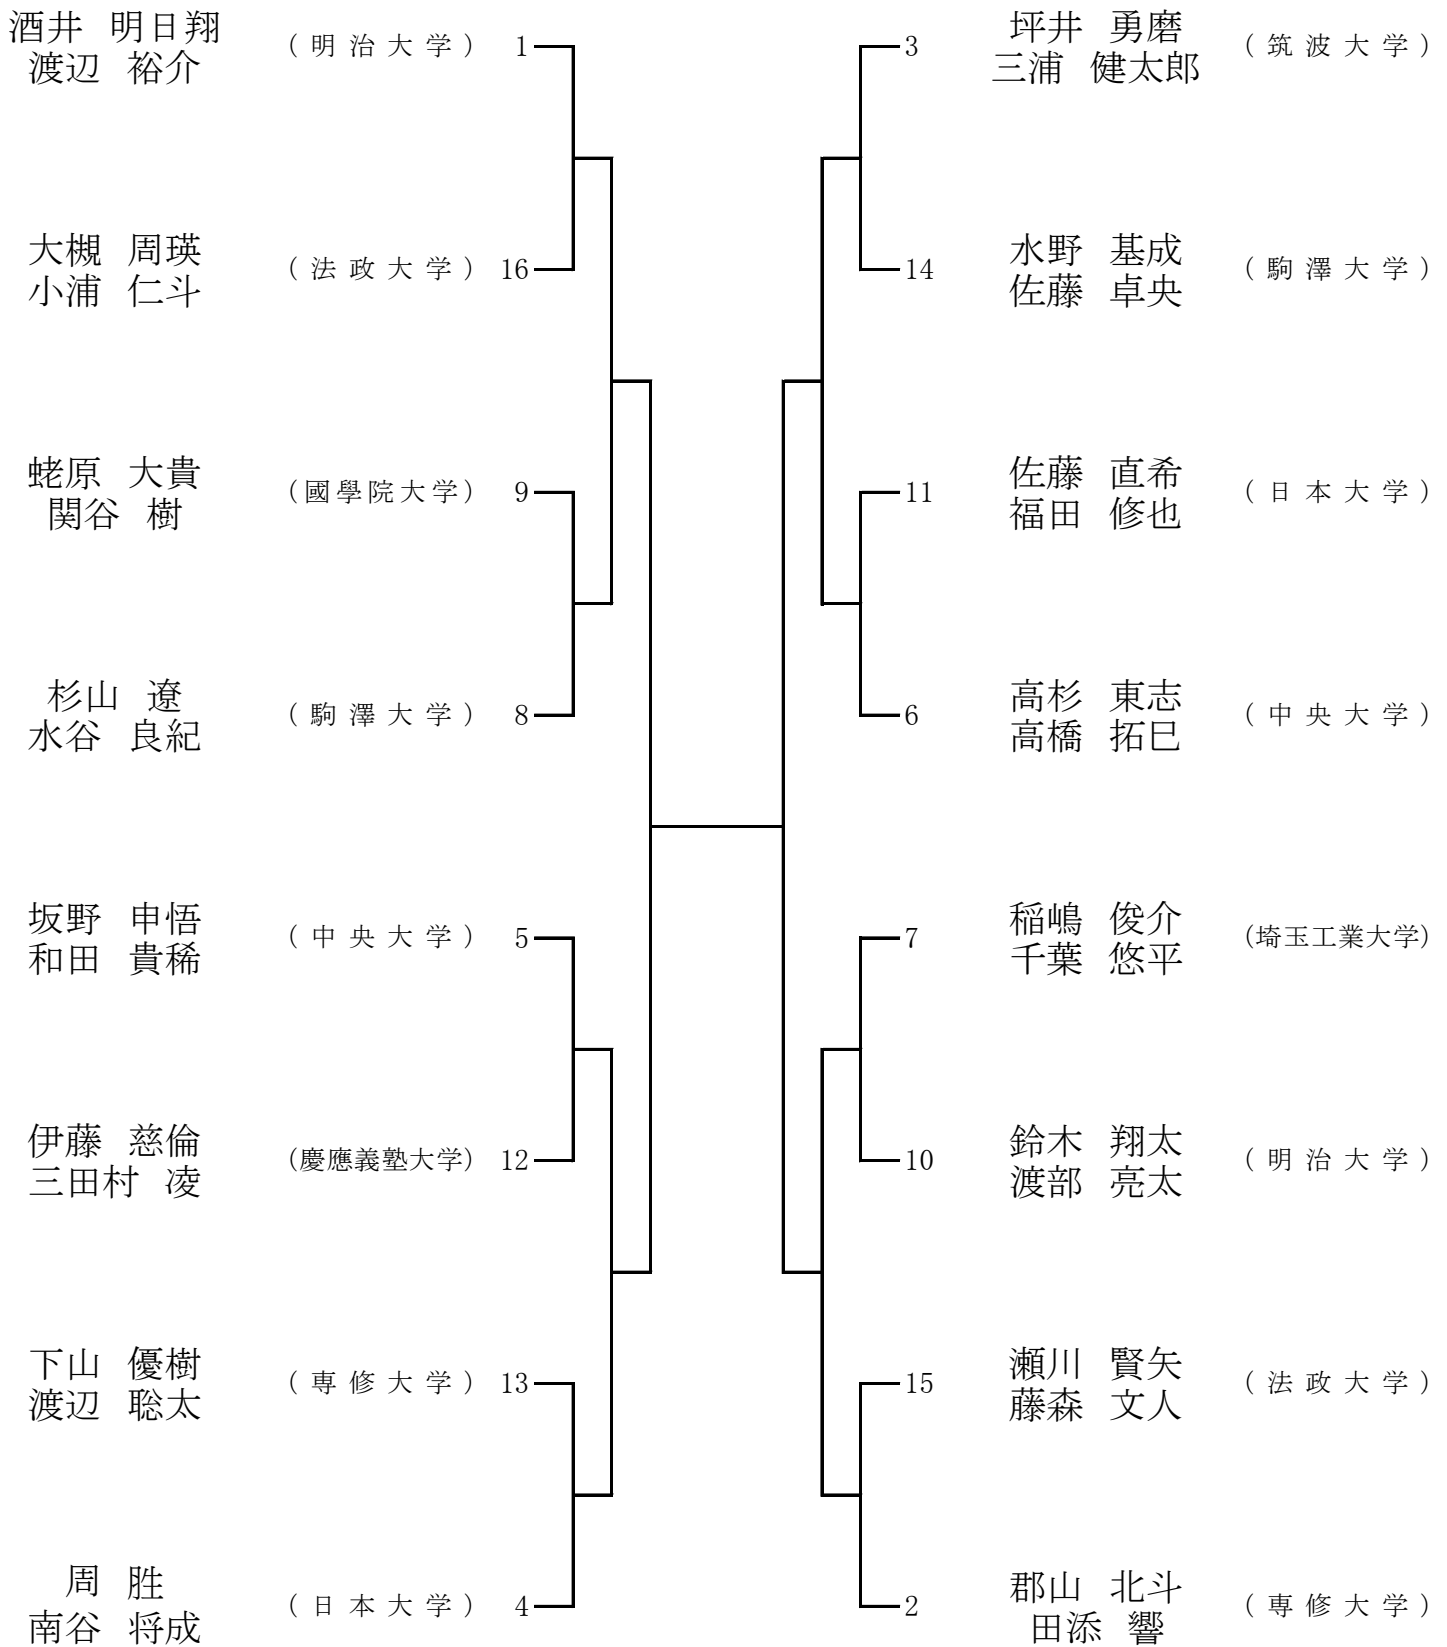 酒井 明日翔
渡辺 裕介
(明治大学) 1
大槻 周瑛
小浦 仁斗
(法政大学) 16
蛯原 大貴
関谷 樹
(國學院大学) 9
杉山 遼
水谷 良紀
(駒澤大学) 8
坂野 申悟
和田 貴稀
(中央大学) 5
伊藤 慈倫
三田村 凌
(慶應義塾大学) 12
下山 優樹
渡辺 聡太
(専修大学) 13
周 胜
南谷 将成
(日本大学) 4
3 坪井 勇磨
三浦 健太郎
(筑波大学)
14 水野 基成
佐藤 卓央
(駒澤大学)
11 佐藤 直希
福田 修也
(日本大学)
6 高杉 東志
高橋 拓巳
(中央大学)
7 稲嶋 俊介
千葉 悠平
(埼玉工業大学)
10 鈴木 翔太
渡部 亮太
(明治大学)
15 瀬川 賢矢
藤森 文人
(法政大学)
2 郡山 北斗
田添 響
(専修大学)